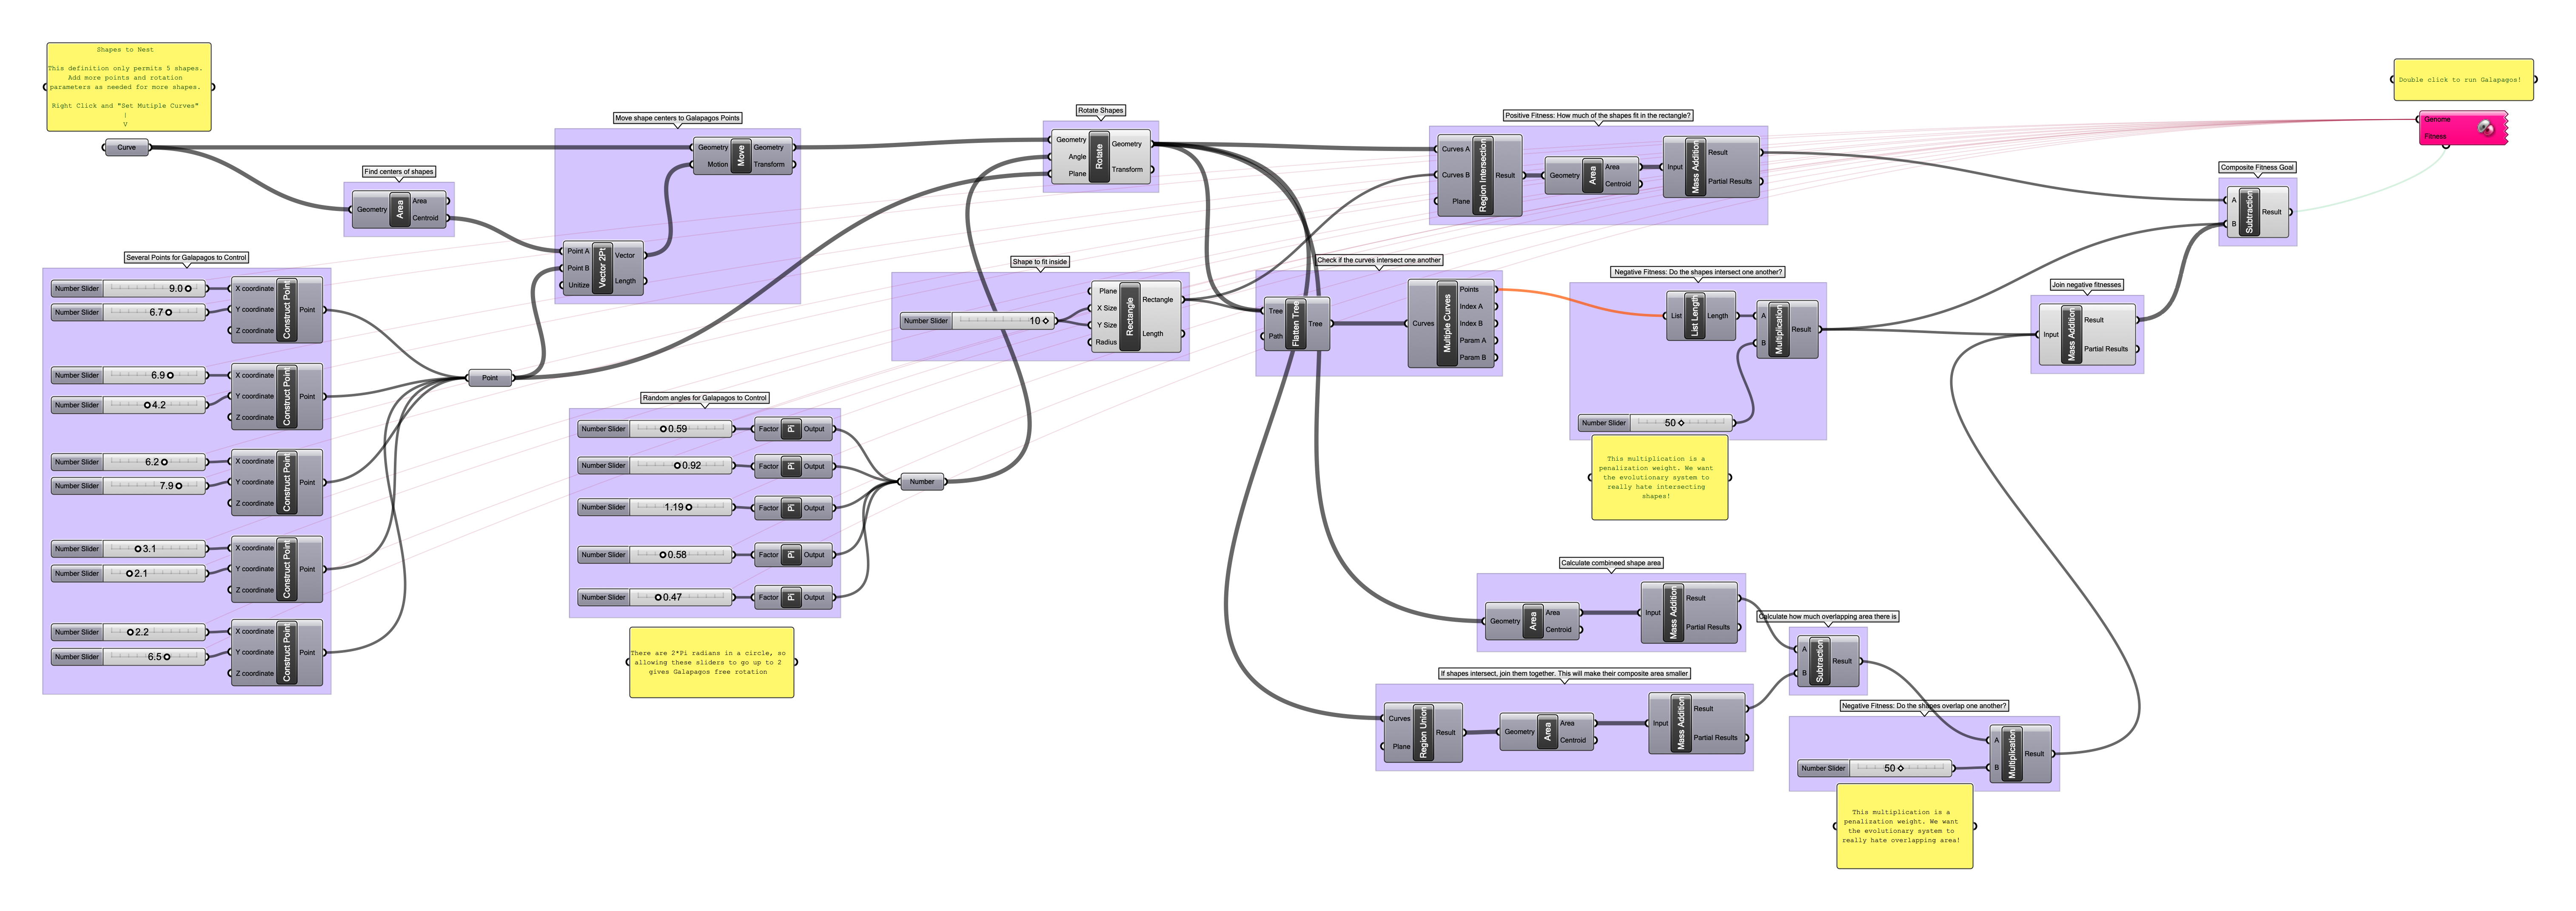 Shapes to Nest
This definition only permits 5 shapes.
Add more points and rotation
parameters as needed for more shapes.
Right Click and "Set Mutiple Curves"
|
V
Curve
Find centers of shapes
Geometry
Area
Area
Centroid
Several Points for Galapagos to Control
Number Slider 9.0
Number Slider 6.7
X coordinate
Y coordinate
Z coordinate
Construct Point
Point
Number Slider 6.9
Number Slider 4.2
X coordinate
Y coordinate
Z coordinate
Construct Point
Point
Number Slider 6.2
Number Slider 7.9
X coordinate
Y coordinate
Z coordinate
Construct Point
Point
Number Slider 3.1
Number Slider 2.1
X coordinate
Y coordinate
Z coordinate
Construct Point
Point
Number Slider 2.2
Number Slider 6.5
X coordinate
Y coordinate
Z coordinate
Construct Point
Point
Point
Move shape centers to Galapagos Points
Geometry
Motion
Move
Geometry
Transform
Point A
Point B
Unitize
Vector 2Pt
Vector
Length
Random angles for Galapagos to Control
Number Slider 0.59
Factor Pi Output
Number Slider 0.92
Factor Pi Output
Number Slider 1.19
Factor Pi Output
Number Slider 0.58
Factor Pi Output
Number Slider 0.47
Factor Pi Output
There are 2*Pi radians in a circle, so
allowing these sliders to go up to 2
gives Galapagos free rotation
Number
Rotate Shapes
Geometry
Angle
Plane
Rotate
Geometry
Transform
Shape to fit inside
Number Slider 10
Plane
X Size
Y Size
Radius
Rectangle
Rectangle
Length
Check if the curves intersect one another
Tree
Path
Flatten Tree
Tree
Curves
Multiple Curves
Points
Index A
Index B
Param A
Param B
Positive Fitness: How much of the shapes fit in the rectangle?
Curves A
Curves B
Plane
Region Intersection
Result
Geometry
Area
Area
Centroid
Input
Mass Addition
Result
Partial Results
Negative Fitness: Do the shapes intersect one another?
List
List Length
Length
A
B
Multiplication
Result
Number Slider 50
This multiplication is a
penalization weight. We want
the evolutionary system to
really hate intersecting
shapes!
Calculate combineed shape area
Geometry
Area
Area
Centroid
Input
Mass Addition
Result
Partial Results
If shapes intersect, join them together. This will make their composite area smaller
Curves
Plane
Region Union
Result
Geometry
Area
Area
Centroid
Input
Mass Addition
Result
Partial Results
Calculate how much overlapping area there is
A
B
Subtraction
Result
Negative Fitness: Do the shapes overlap one another?
Number Slider 50
A
B
Multiplication
Result
This multiplication is a
penalization weight. We want
the evolutionary system to
really hate overlapping area!
Join negative fitnesses
Input
Mass Addition
Result
Partial Results
Composite Fitness Goal
A
B
Subtraction
Result
Double click to run Galapagos!
Genome
Fitness